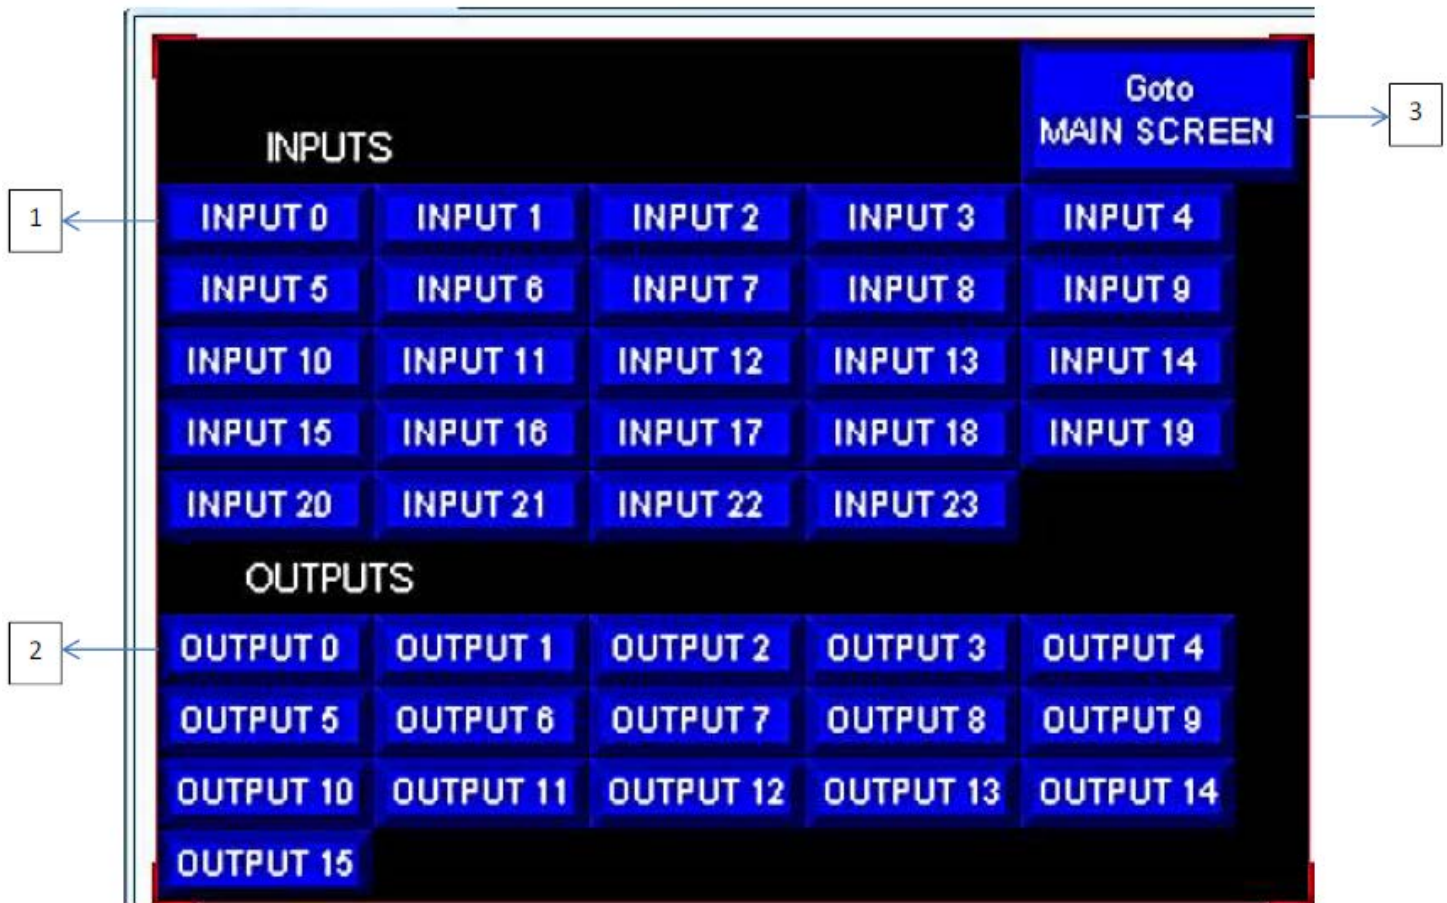 Goto
MAIN SCREEN
3
INPUTS
1
INPUT 0 INPUT 1 INPUT 2 INPUT 3 INPUT 4
INPUT 5 INPUT 6 INPUT 7 INPUT 8 INPUT 9
INPUT 10 INPUT 11 INPUT 12 INPUT 13 INPUT 14
INPUT 15 INPUT 16 INPUT 17 INPUT 18 INPUT 19
INPUT 20 INPUT 21 INPUT 22 INPUT 23
OUTPUTS
2
OUTPUT 0 OUTPUT 1 OUTPUT 2 OUTPUT 3 OUTPUT 4
OUTPUT 5 OUTPUT 6 OUTPUT 7 OUTPUT 8 OUTPUT 9
OUTPUT 10 OUTPUT 11 OUTPUT 12 OUTPUT 13 OUTPUT 14
OUTPUT 15